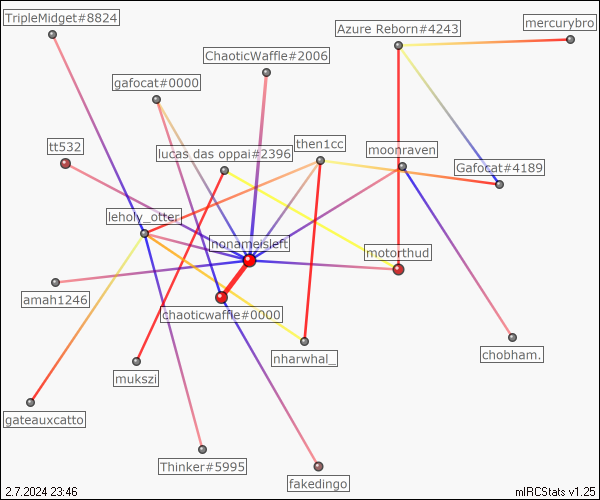 TripleMidget#8824
mercurybro
Azure Reborn#4243
ChaoticWaffle#2006
gafocat#0000
tt532
then1cc
moonraven
lucas das oppai#2396
Gafocat#4189
leholy_otter
nonameisleft
motorthud
amah1246
chaoticwaffle#0000
nharwhal_
chobham.
mukszi
gateauxcatto
Thinker#5995
fakedingo
2.7.2024 23:46
mIRCStats v1.25